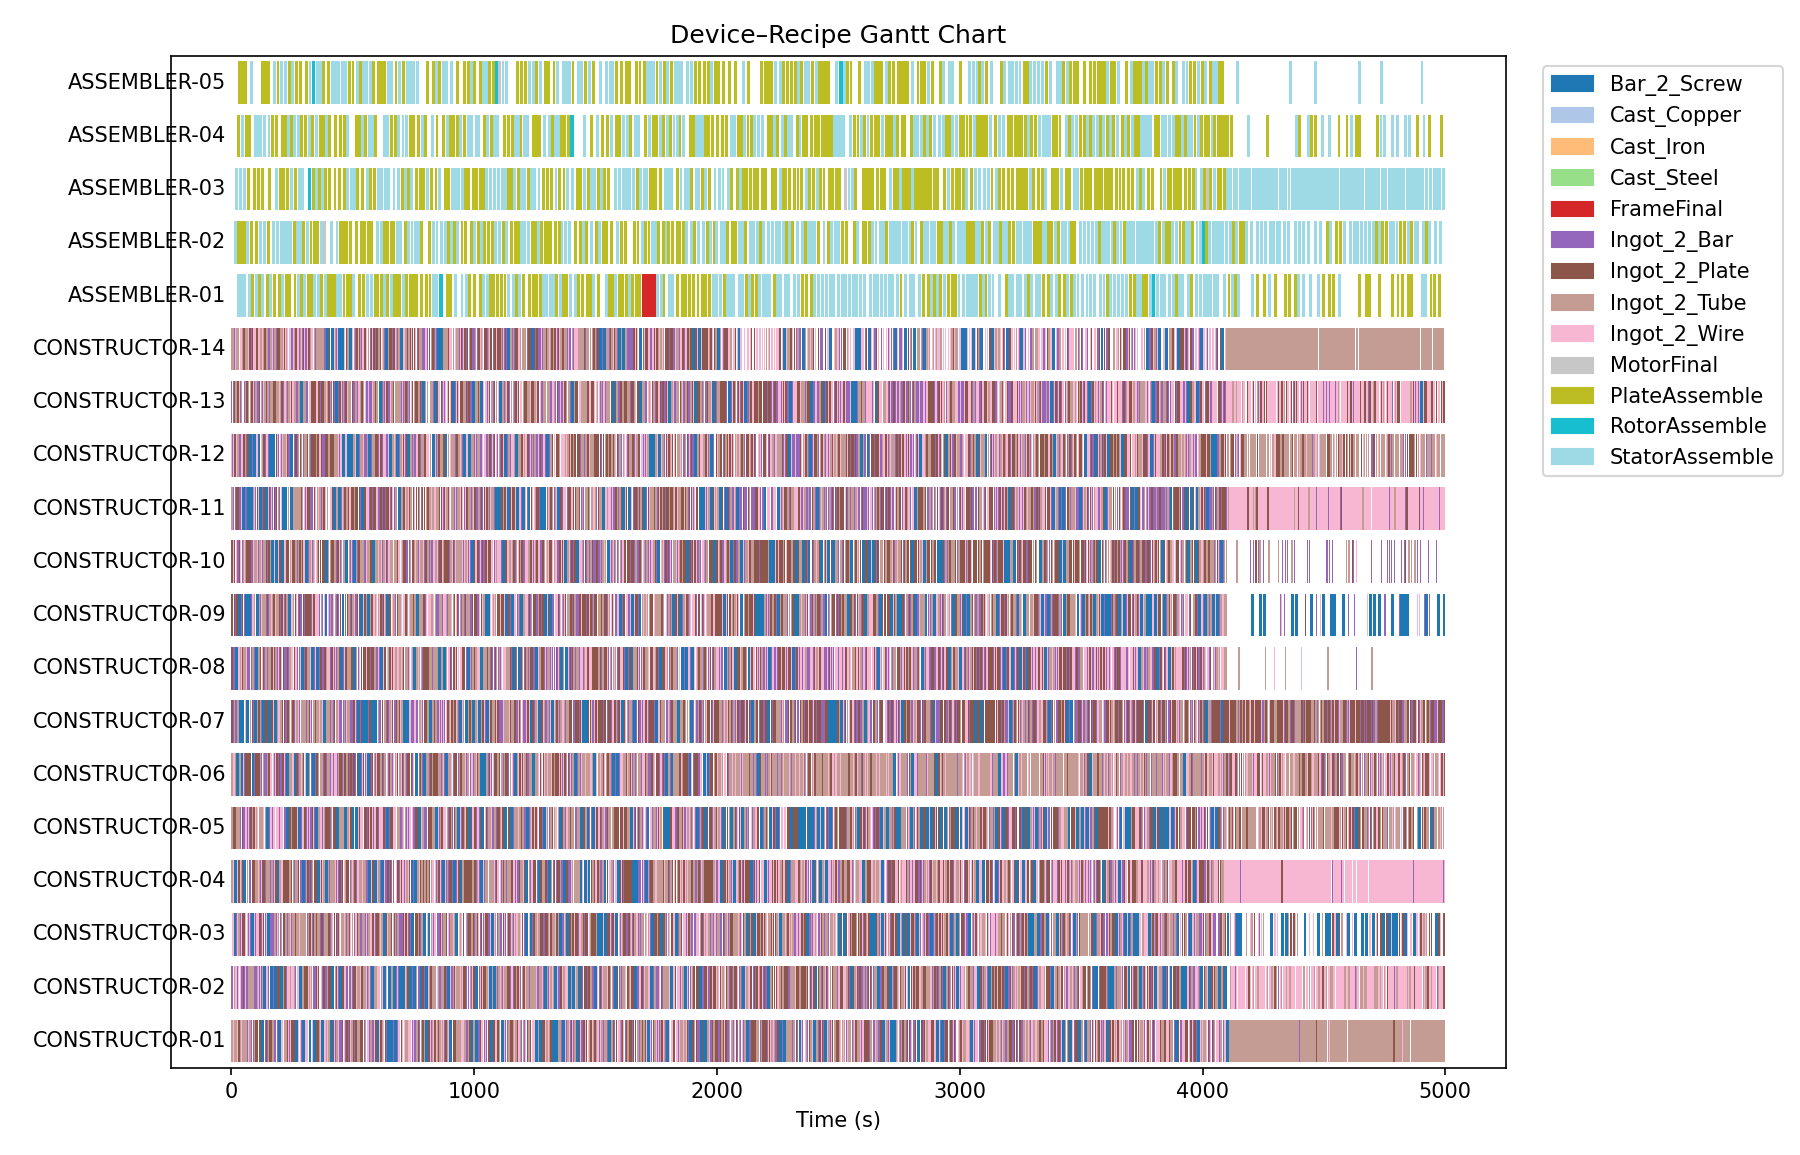 Device–Recipe Gantt Chart
ASSEMBLER-05
ASSEMBLER-04
ASSEMBLER-03
ASSEMBLER-02
ASSEMBLER-01
CONSTRUCTOR-14
CONSTRUCTOR-13
CONSTRUCTOR-12
CONSTRUCTOR-11
CONSTRUCTOR-10
CONSTRUCTOR-09
CONSTRUCTOR-08
CONSTRUCTOR-07
CONSTRUCTOR-06
CONSTRUCTOR-05
CONSTRUCTOR-04
CONSTRUCTOR-03
CONSTRUCTOR-02
CONSTRUCTOR-01
0 1000 2000 3000 4000 5000
Time (s)
Bar_2_Screw
Cast_Copper
Cast_Iron
Cast_Steel
FrameFinal
Ingot_2_Bar
Ingot_2_Plate
Ingot_2_Tube
Ingot_2_Wire
MotorFinal
PlateAssemble
RotorAssemble
StatorAssemble